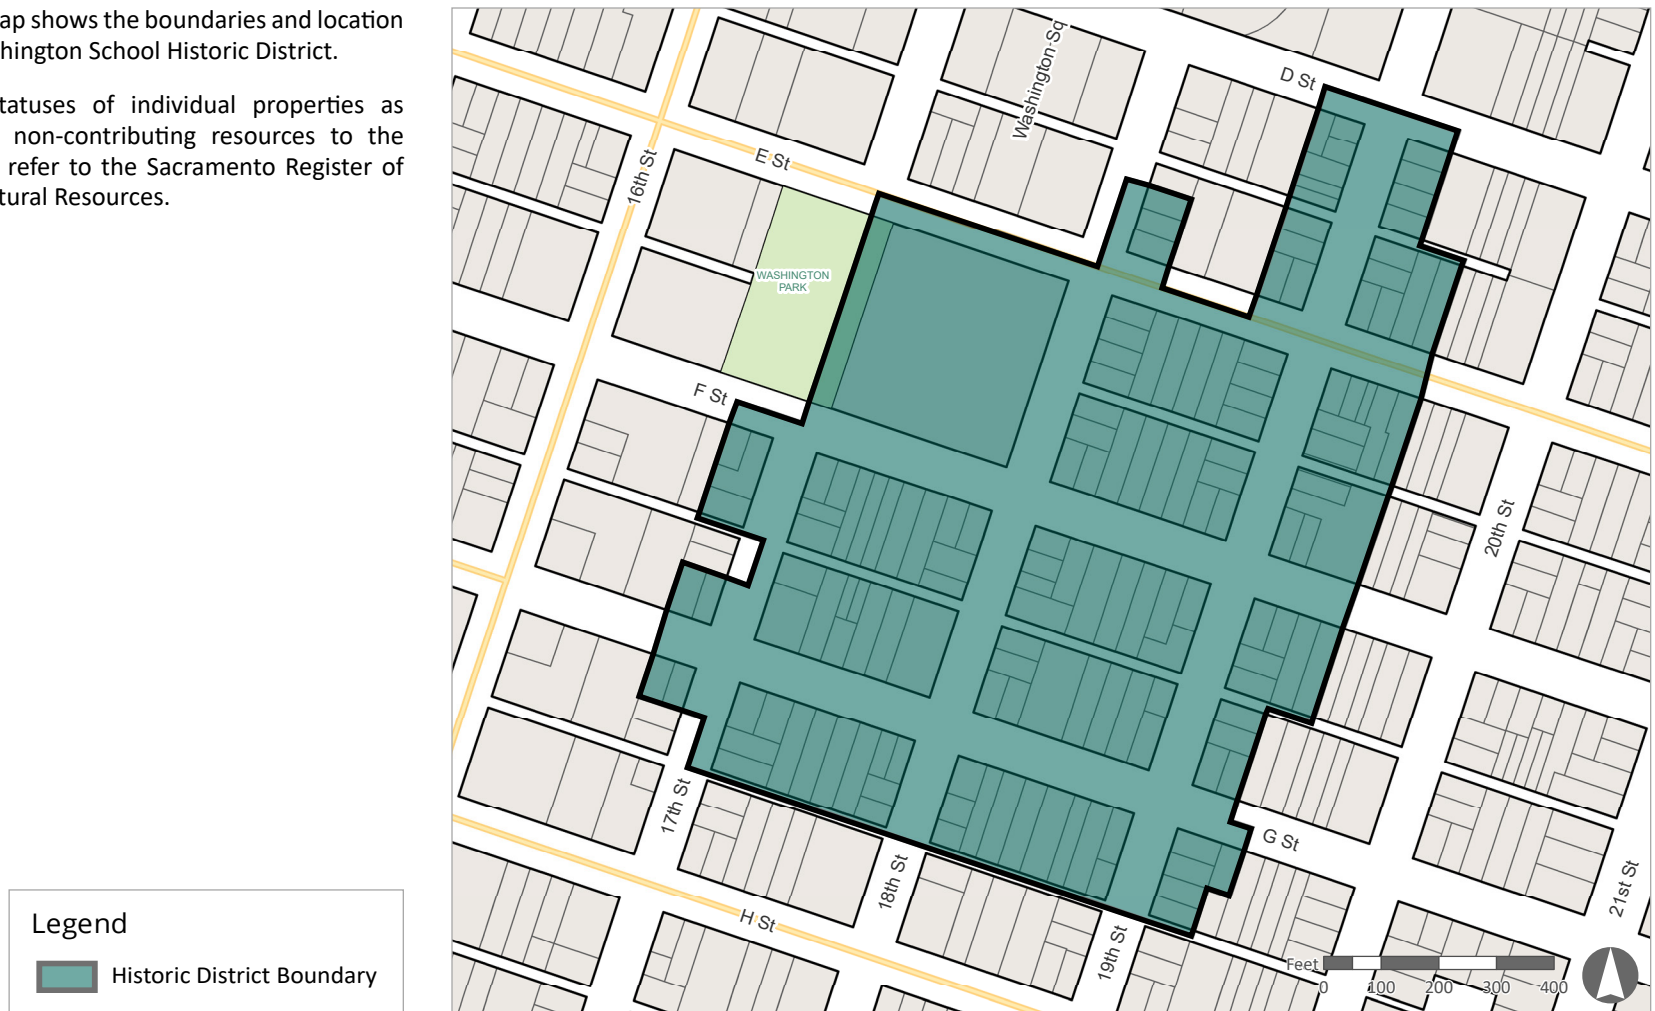 ap shows the boundaries and location
hington School Historic District.
tatuses of individual properties as
non-contributing resources to the
refer to the Sacramento Register of
tural Resources.
Washington Sq
D St
E St
16th St
WASHINGTON
PARK
F St
20th St
17th St
G St
18th St
21st St
H St
19th St
Legend
Historic District Boundary
Feet
0 100 200 300 400